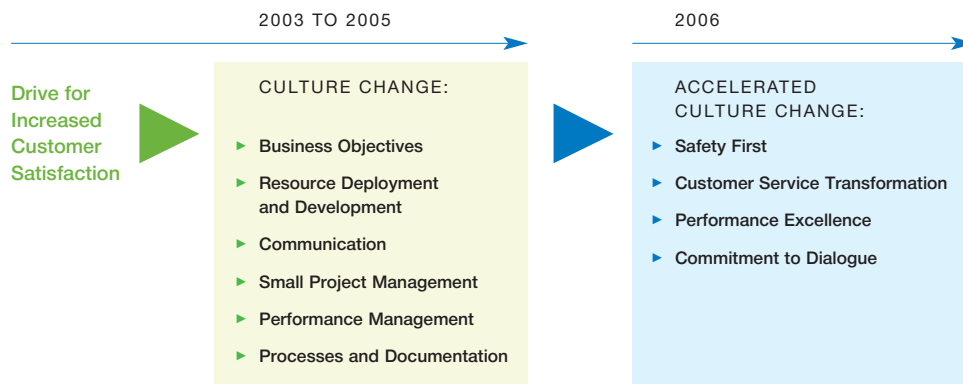 2003 TO 2005
2006
Drive for
Increased
Customer
Satisfaction
CULTURE CHANGE:
Business Objectives
Resource Deployment
and Development
Communication
Small Project Management
Performance Management
Processes and Documentation
ACCELERATED
CULTURE CHANGE:
Safety First
Customer Service Transformation
Performance Excellence
Commitment to Dialogue